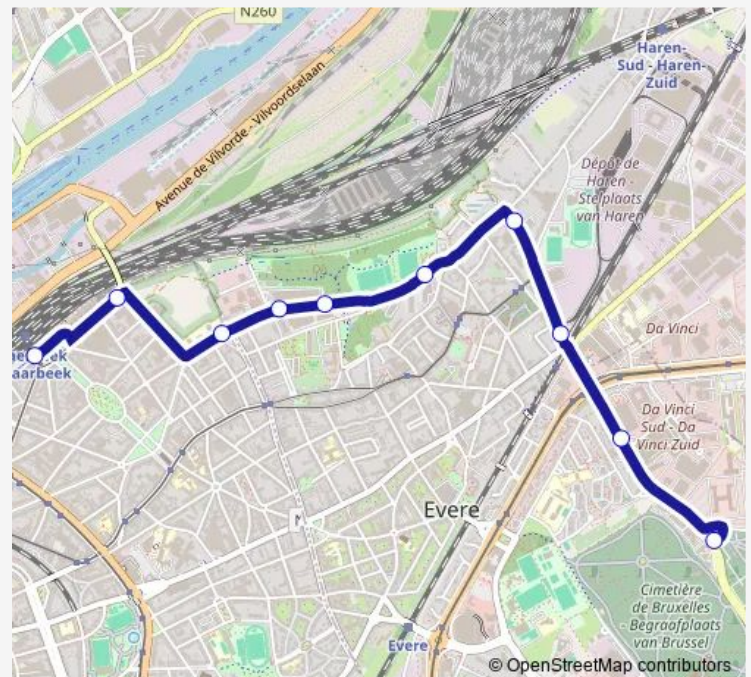 N260
Haren-
Sud - Haren-
Zuid
Avenue de Vilvorde - Vilvoordselaan
Dépôt de
Haren -
Stelplaats
van Haren
Da Vinci
aarbeek
Da Vinci
Sud - Da
Vinci Zuid
N
Evere
Cimetière
de Bruxelles
- Begraafplaats
van Brussel
Evere
© OpenStreetMap contributors